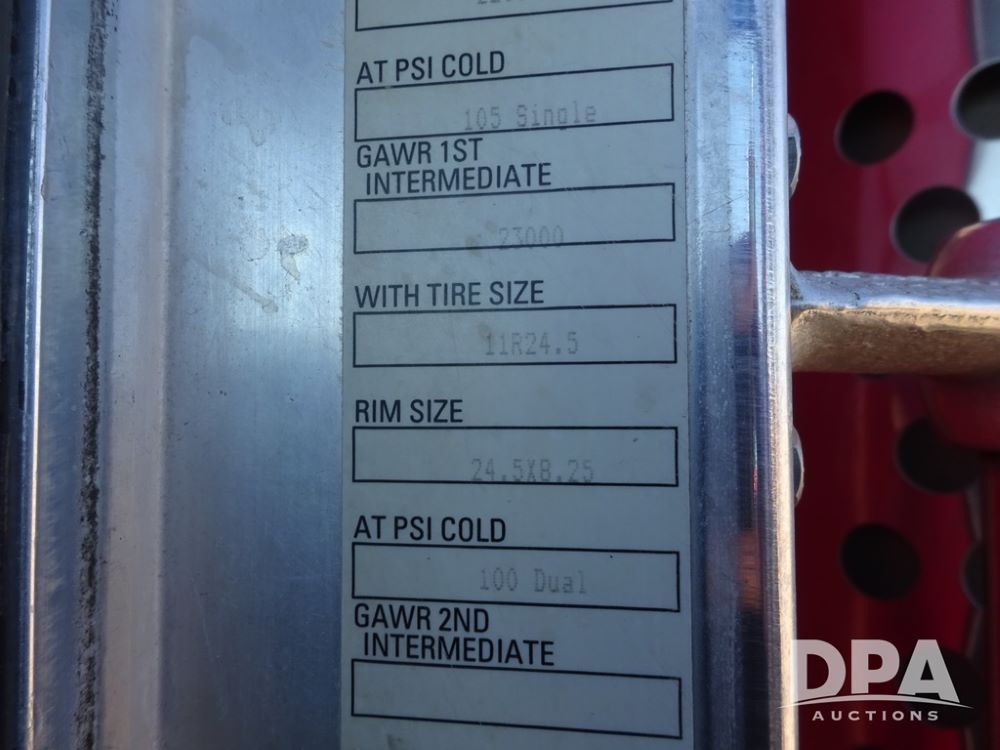 AT PSI COLD
105 Single
GAWR 1ST
INTERMEDIATE
23000
WITH TIRE SIZE
11R24.5
RIM SIZE
24.5X8.25
AT PSI COLD
100 Dual
GAWR 2ND
INTERMEDIATE
DPA
AUCTIONS